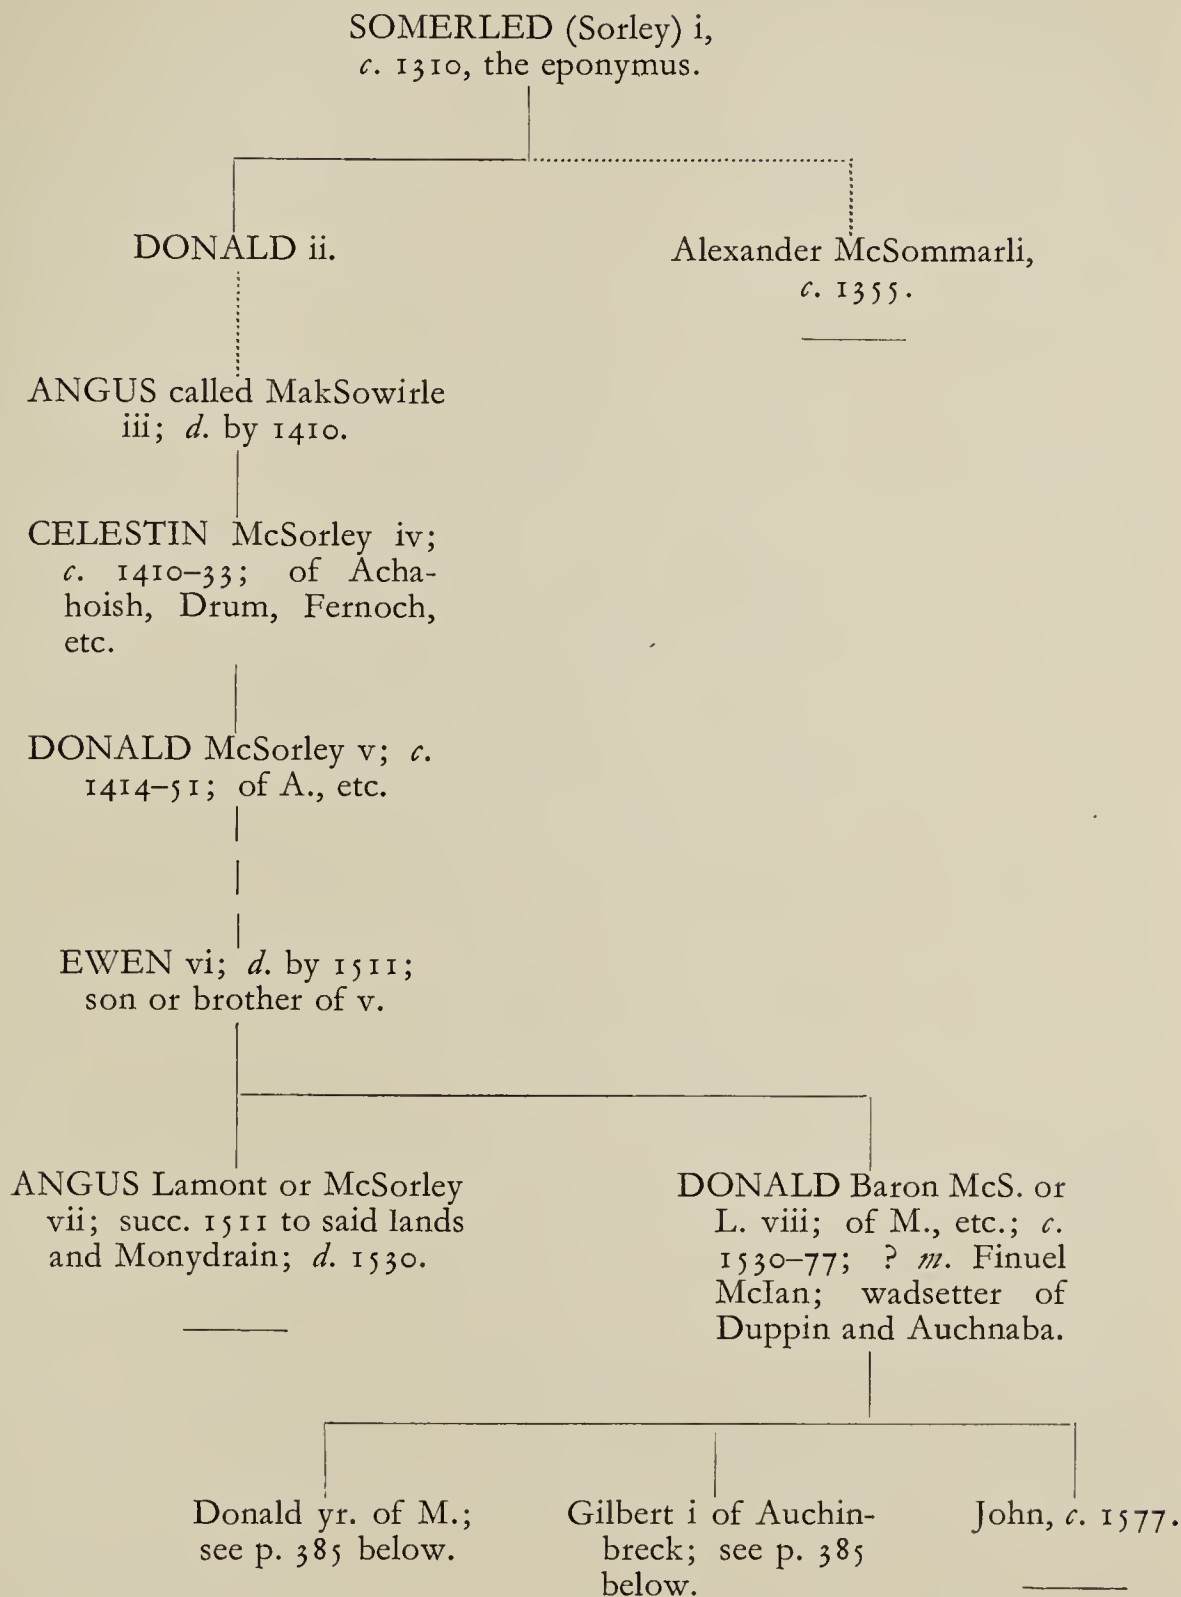 SOMERLED (Sorley) i,
c. 1310, the eponymus.
DONALD ii.
Alexander McSommarli,
c. 1355.
ANGUS called MakSowirle
iii; d. by 1410.
CELESTIN McSorley iv;
c. 1410–33; of Acha-
hoish, Drum, Fernoch,
etc.
DONALD McSorley v; c.
1414–51; of A., etc.
EWEN vi; d. by 1511;
son or brother of v.
ANGUS Lamont or McSorley
vii; succ. 1511 to said lands
and Monydrain; d. 1530.
DONALD Baron McS. or
L. viii; of M., etc.; c.
1530–77; ? m. Finuel
McIan; wadsetter of
Duppin and Auchnaba.
Donald yr. of M.;
see p. 385 below.
Gilbert i of Auchin-
breck; see p. 385
below.
John, c. 1577.